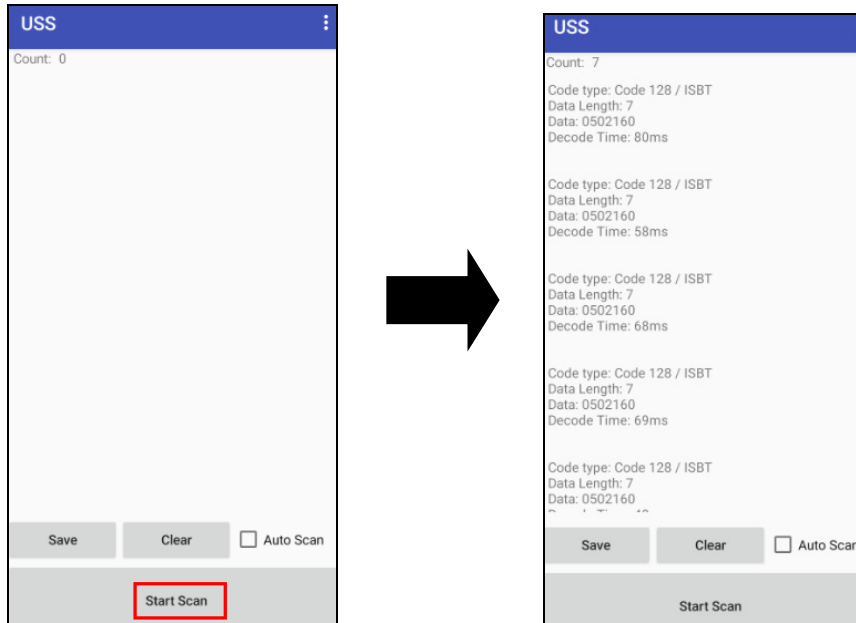 USS
Count: 0
Save
Clear
Auto Scan
Start Scan
USS
Count: 7
Code type: Code 128 / ISBT
Data Length: 7
Data: 0502160
Decode Time: 80ms
Code type: Code 128 / ISBT
Data Length: 7
Data: 0502160
Decode Time: 58ms
Code type: Code 128 / ISBT
Data Length: 7
Data: 0502160
Decode Time: 68ms
Code type: Code 128 / ISBT
Data Length: 7
Data: 0502160
Decode Time: 69ms
Code type: Code 128 / ISBT
Data Length: 7
Data: 0502160
Save
Clear
Auto Scan
Start Scan